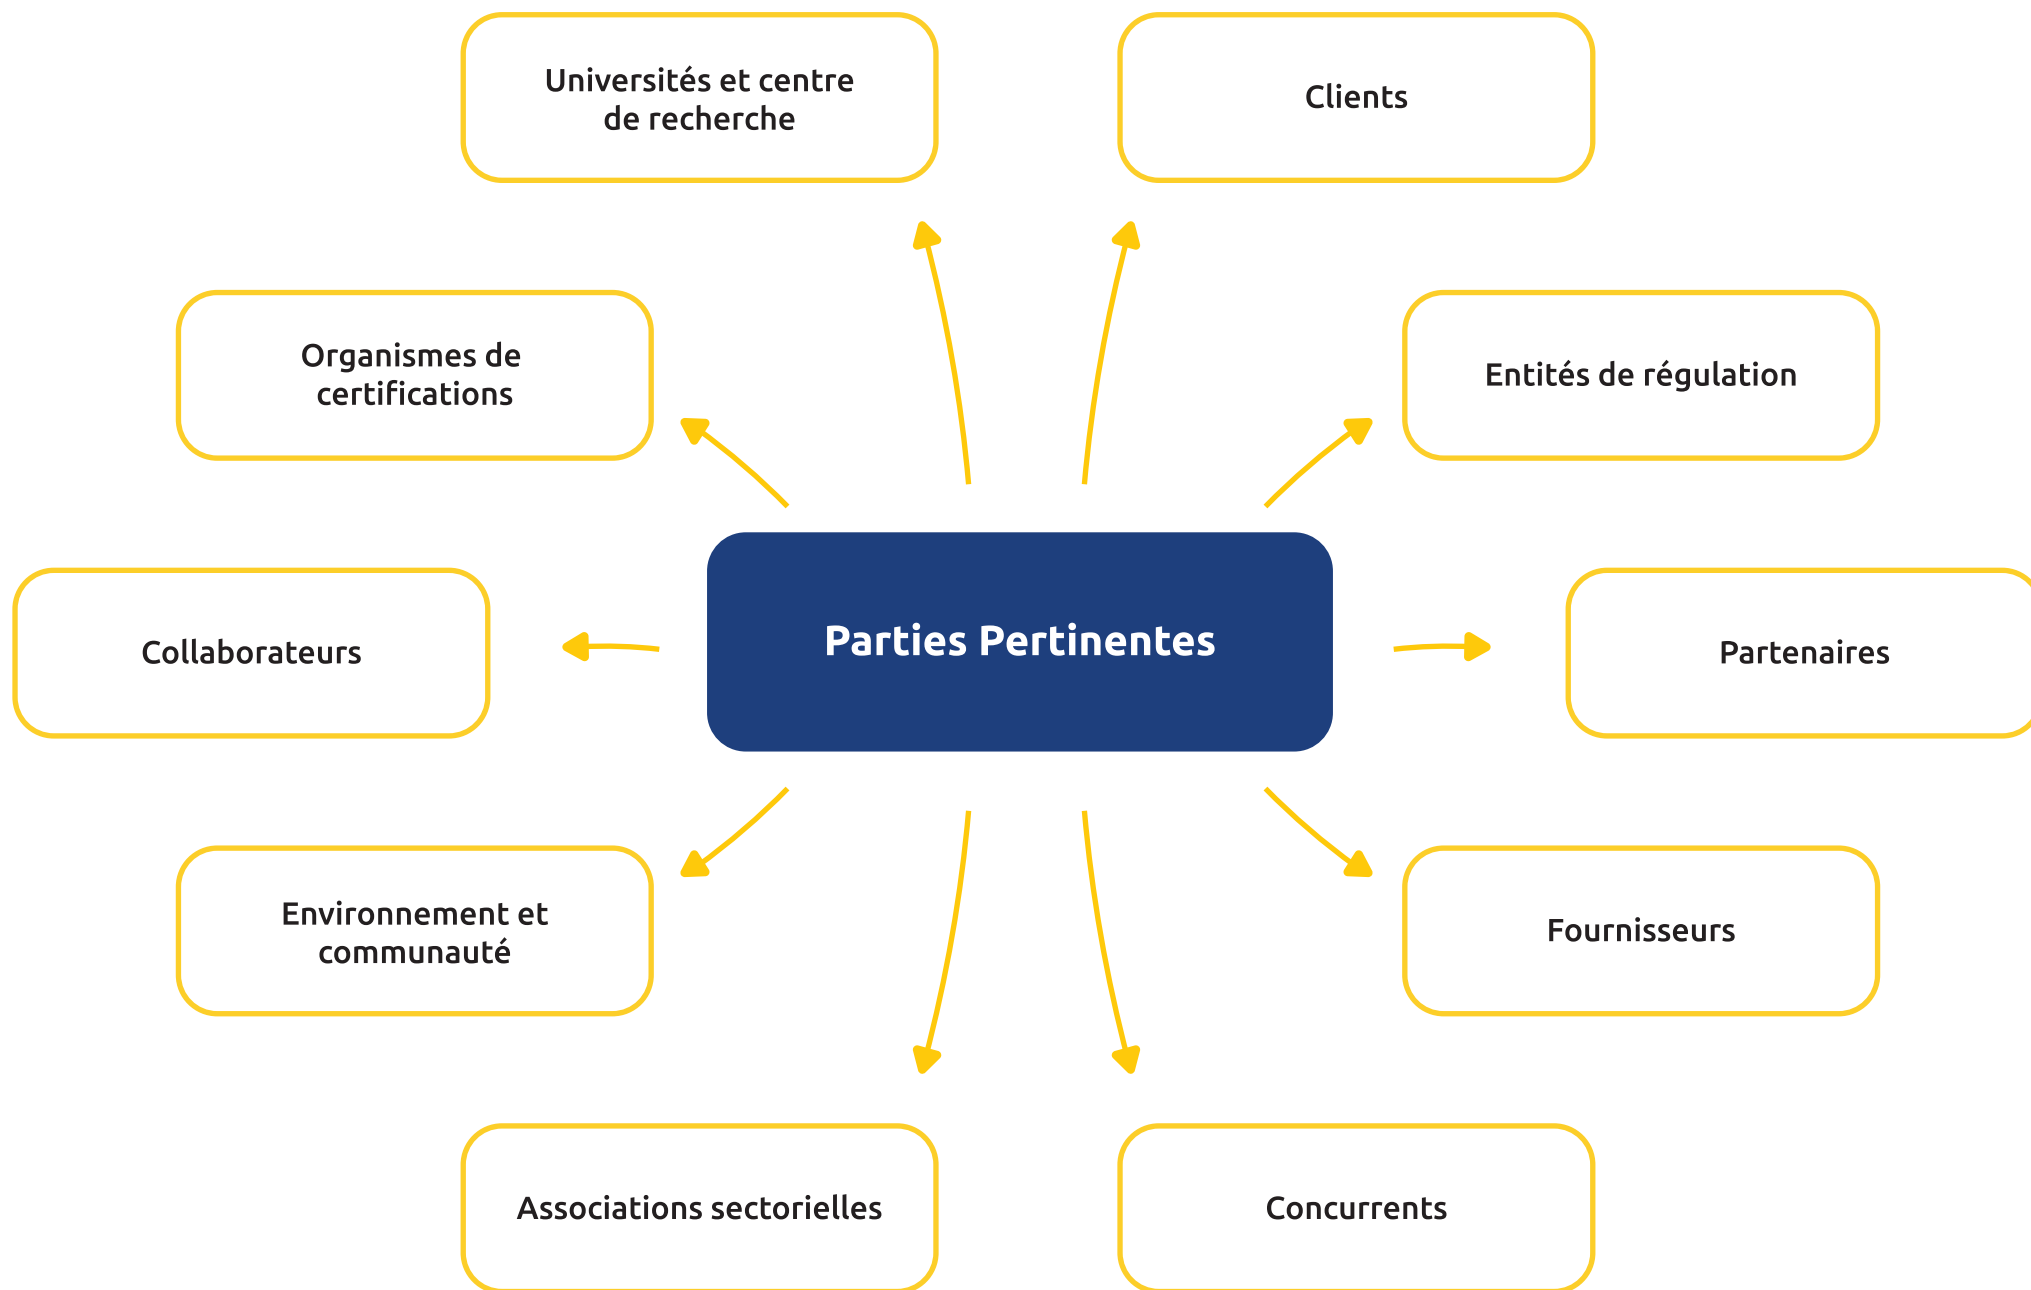 Universités et centre
de recherche
Clients
Organismes de
certifications
Entités de régulation
Collaborateurs
Parties Pertinentes
Partenaires
Environnement et
communauté
Fournisseurs
Associations sectorielles
Concurrents